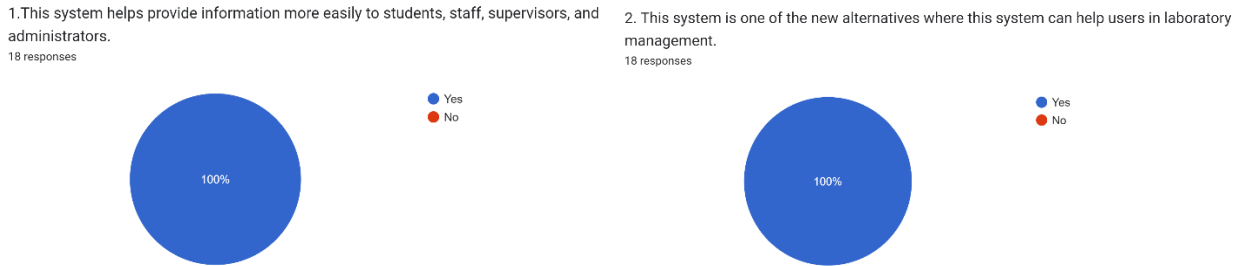 1.This system helps provide information more easily to students, staff, supervisors, and
administrators.
18 responses
Yes
No
100%
2. This system is one of the new alternatives where this system can help users in laboratory
management.
18 responses
Yes
No
100%